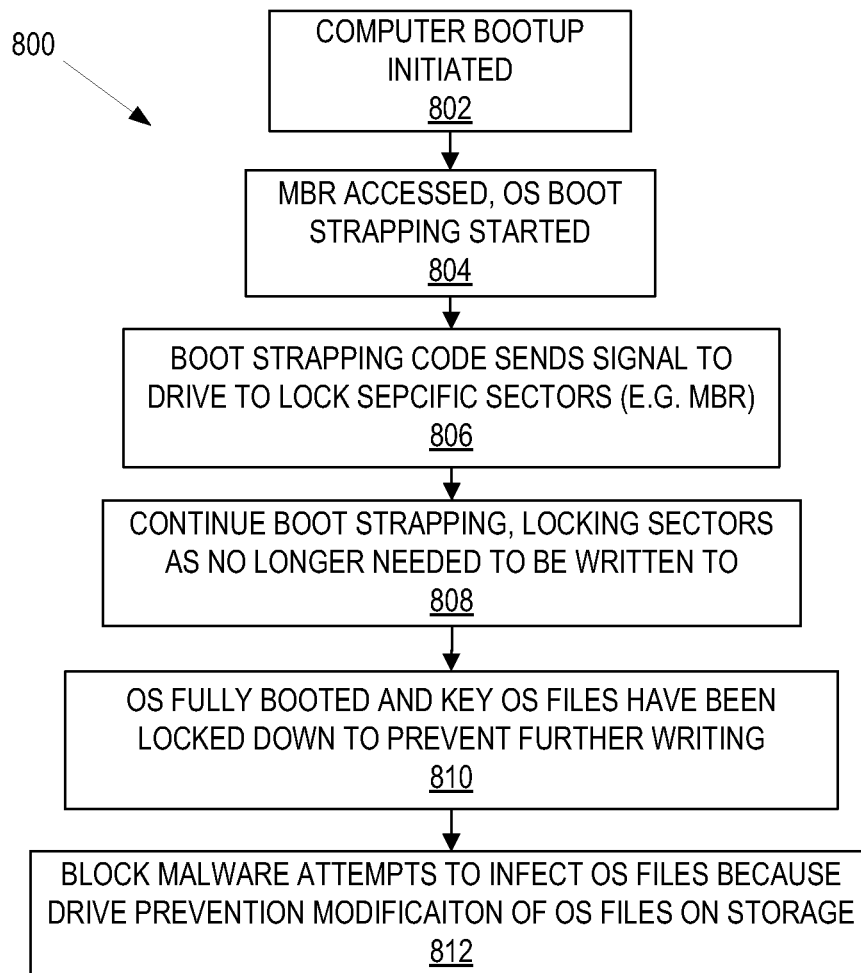 800
COMPUTER BOOTUP
INITIATED
802
MBR ACCESSED, OS BOOT
STRAPPING STARTED
804
BOOT STRAPPING CODE SENDS SIGNAL TO
DRIVE TO LOCK SEPCIFIC SECTORS (E.G. MBR)
806
CONTINUE BOOT STRAPPING, LOCKING SECTORS
AS NO LONGER NEEDED TO BE WRITTEN TO
808
OS FULLY BOOTED AND KEY OS FILES HAVE BEEN
LOCKED DOWN TO PREVENT FURTHER WRITING
810
BLOCK MALWARE ATTEMPTS TO INFECT OS FILES BECAUSE
DRIVE PREVENTION MODIFICAITON OF OS FILES ON STORAGE
812